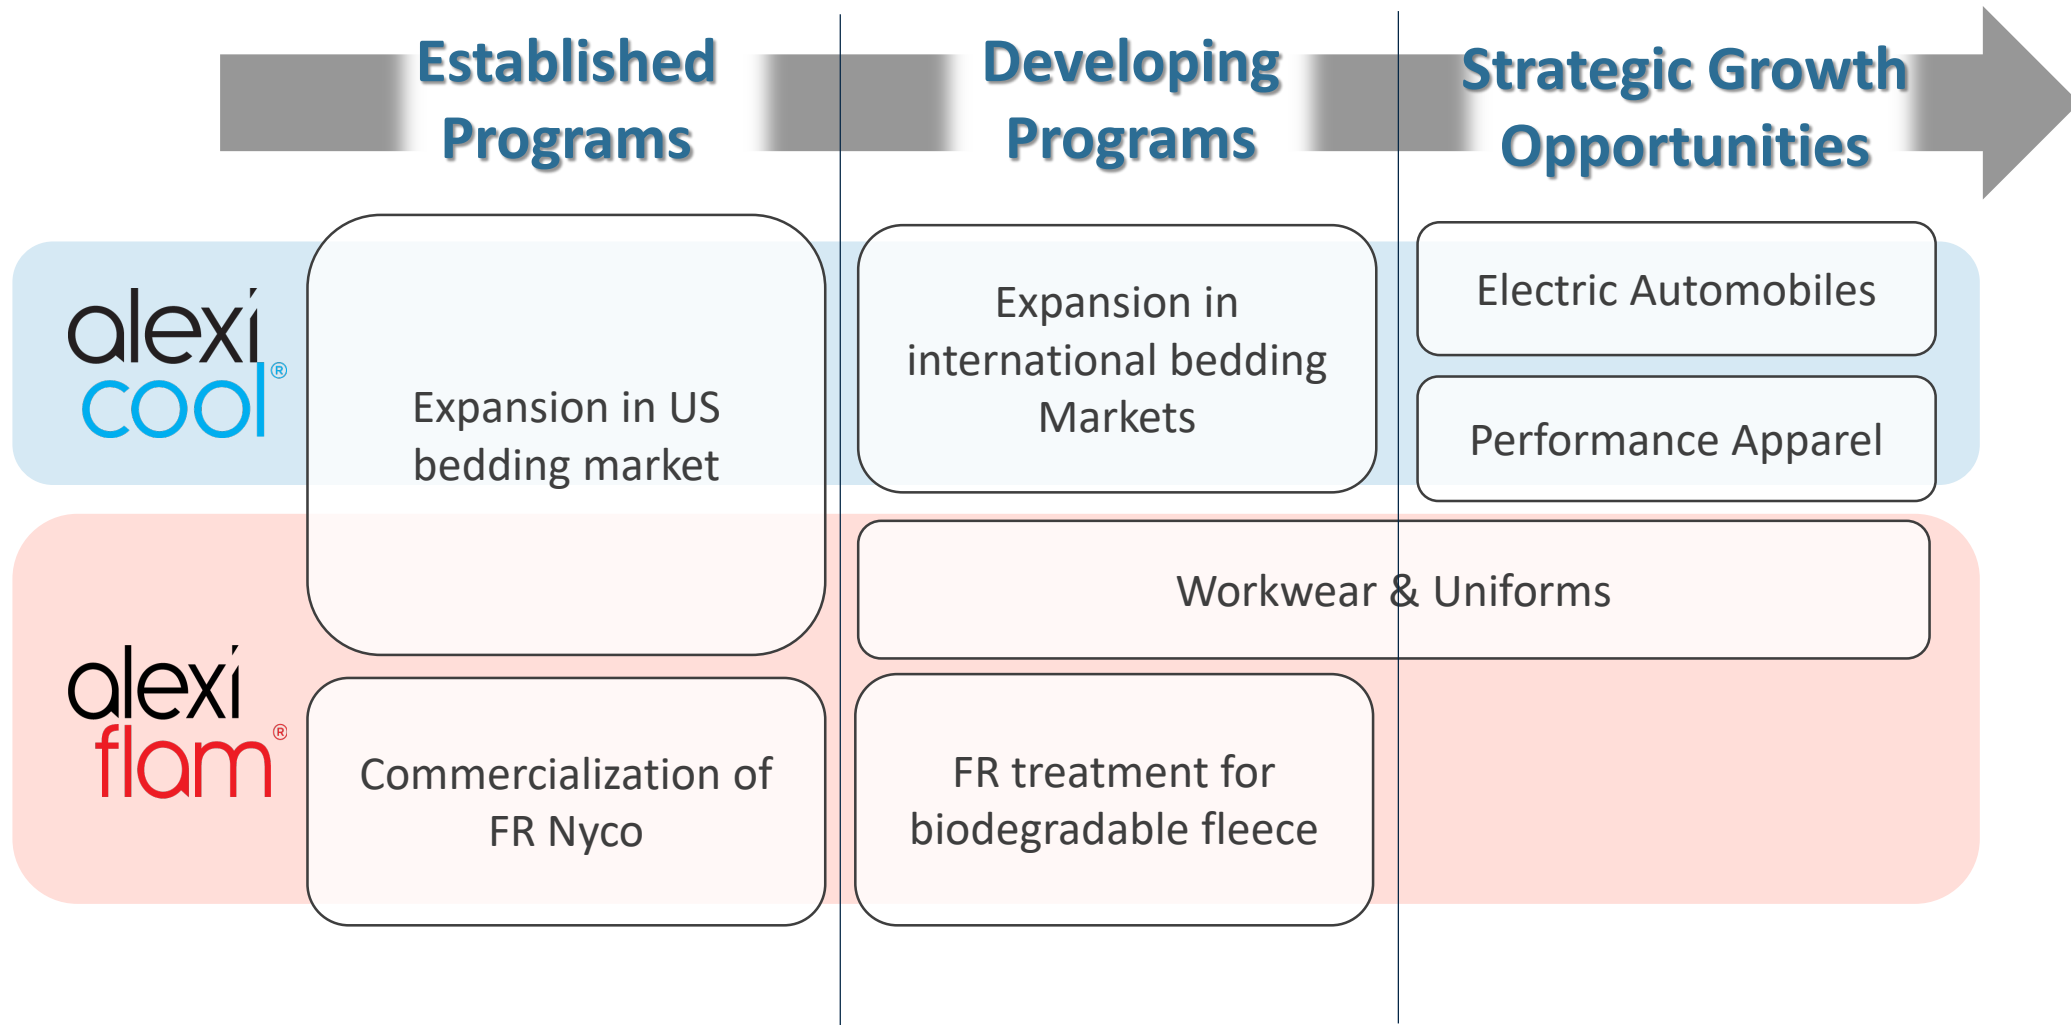 Established
Programs
Developing
Programs
Strategic Growth
Opportunities
alexi
cool®
Expansion in US
bedding market
Expansion in
international bedding
Markets
Electric Automobiles
Performance Apparel
Workwear & Uniforms
alexi
flam®
Commercialization of
FR Nyco
FR treatment for
biodegradable fleece